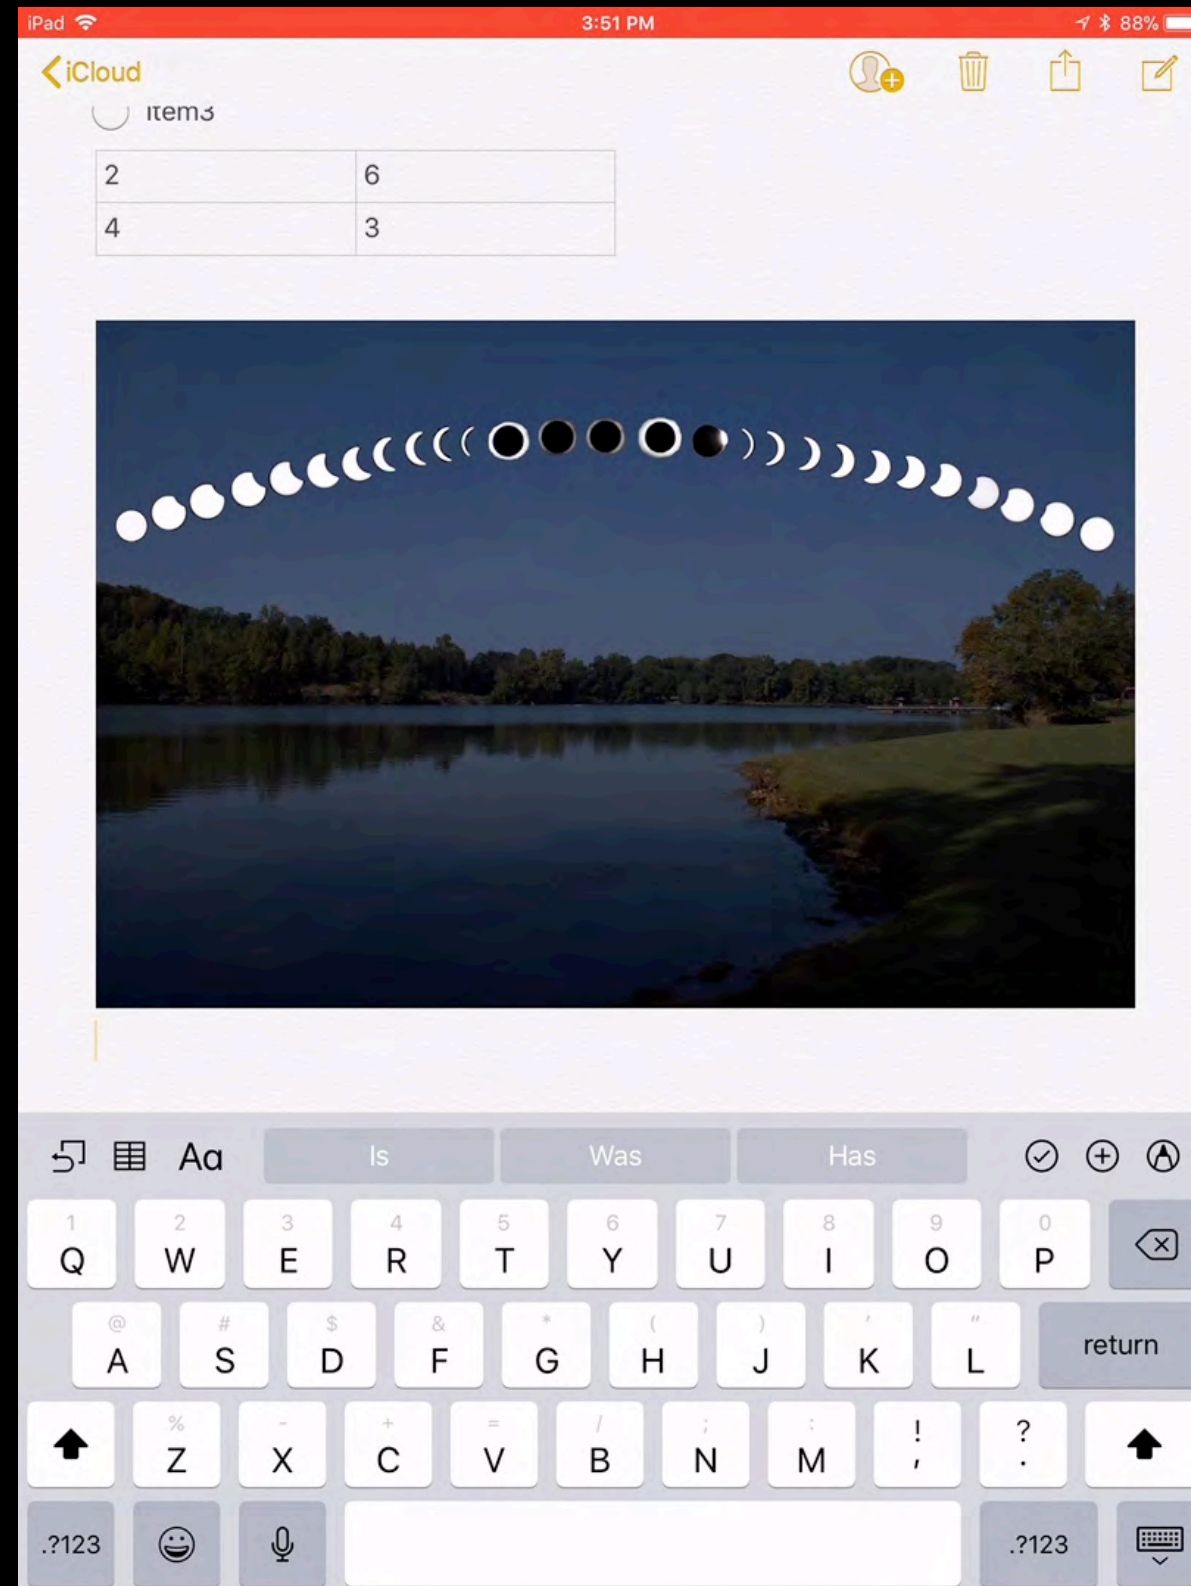 iPad 3:51 PM 88%
iCloud
item3
2 6
4 3
Aa Is Was Has
1 2 3 4 5 6 7 8 9 0
Q W E R T Y U I O P
@ # $ & * ( ) ' "
A S D F G H J K L return
% - + = / ; : ! ?
Z X C V B N M , .
.?123 .?123